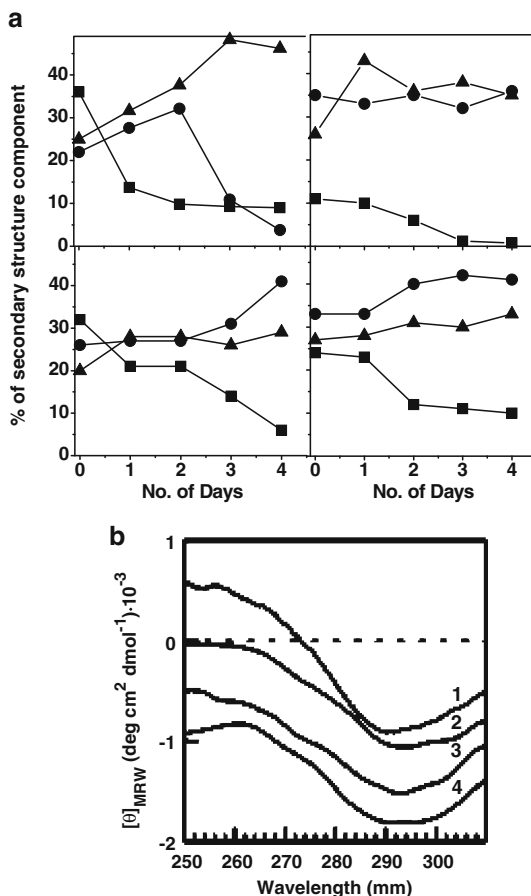 a
% of secondary structure component
40
30
20
10
0
40
30
20
10
0
0 1 2 3 4
0 1 2 3 4
No. of Days
No. of Days
b
[θ]MRW (deg cm² dmol⁻¹)·10⁻³
1
0
-1
-2
1
2
3
4
250 260 270 280 290 300
Wavelength (mm)